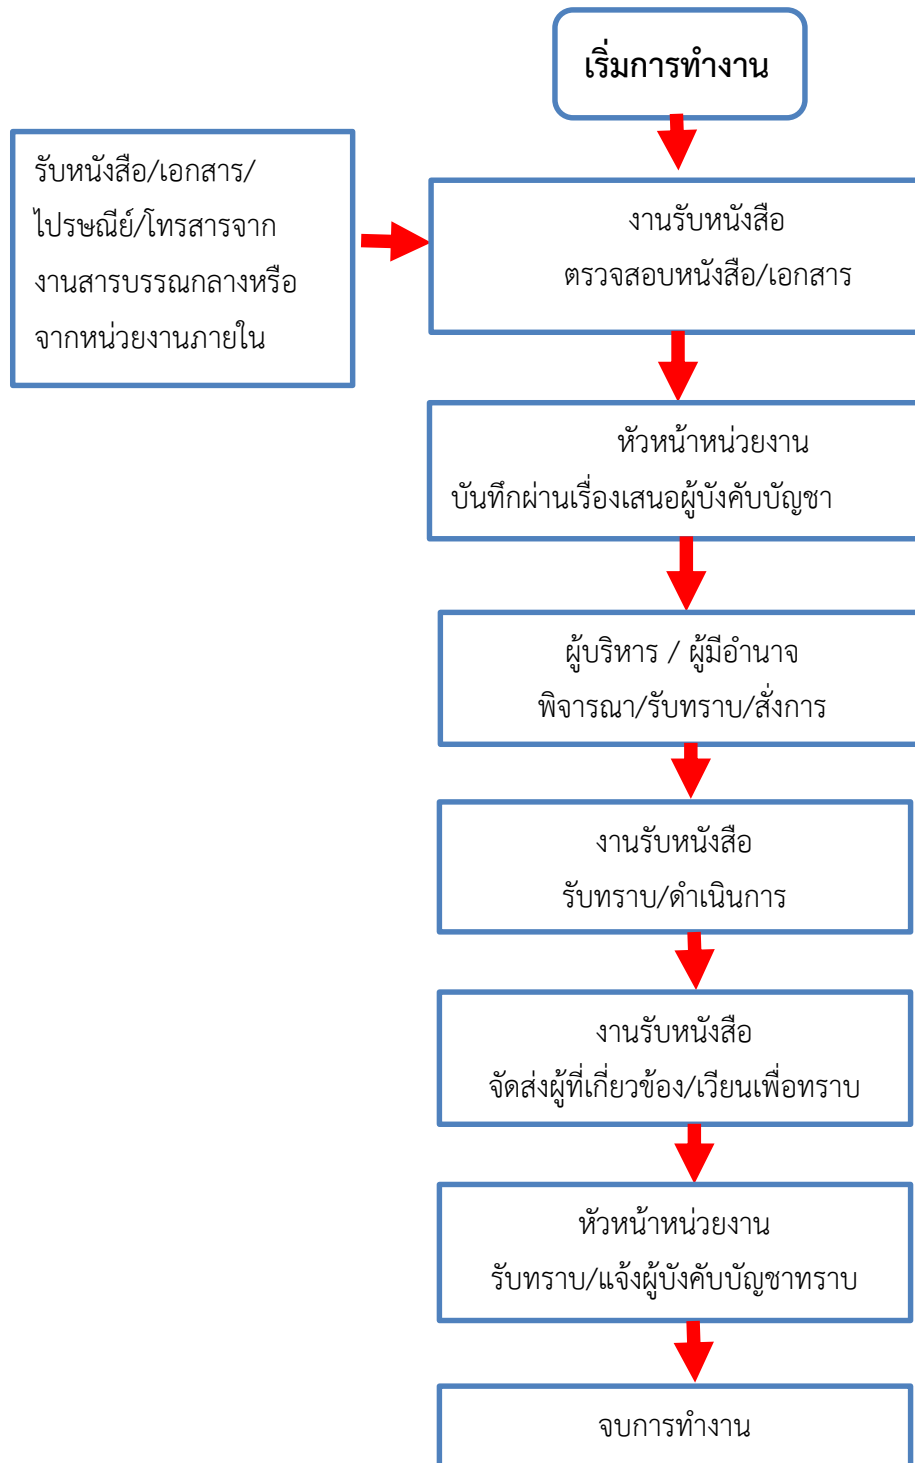 เริ่มการทำงาน
รับหนังสือ/เอกสาร/
ไปรษณีย์/โทรสารจาก
งานสารบรรณกลางหรือ
จากหน่วยงานภายใน
งานรับหนังสือ
ตรวจสอบหนังสือ/เอกสาร
หัวหน้าหน่วยงาน
บันทึกผ่านเรื่องเสนอผู้บังคับบัญชา
ผู้บริหาร / ผู้มีอำนาจ
พิจารณา/รับทราบ/สั่งการ
งานรับหนังสือ
รับทราบ/ดำเนินการ
งานรับหนังสือ
จัดส่งผู้ที่เกี่ยวข้อง/เวียนเพื่อทราบ
หัวหน้าหน่วยงาน
รับทราบ/แจ้งผู้บังคับบัญชาทราบ
จบการทำงาน